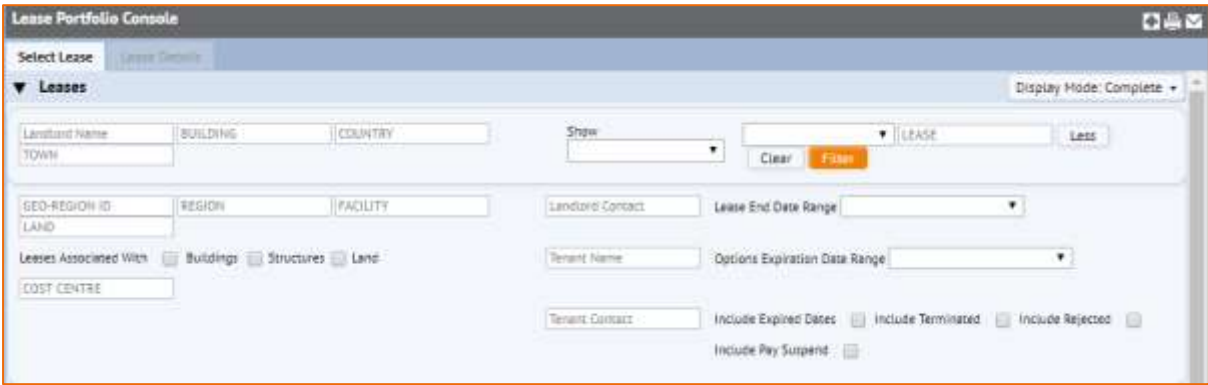 Lease Portfolio Console
Select Lease Lease Details
▼ Leases Display Mode: Complete
Landlord Name BUILDING COUNTRY Show LEASE Less
TOWN Clear Filter
GEO-REGION ID REGION FACILITY Landlord Contact Lease End Date Range
LAND
Leases Associated With Buildings Structures Land Tenant Name Options Expiration Date Range
COST CENTRE
Tenant Contact Include Expired Dates Include Terminated Include Rejected
Include Pay Suspend